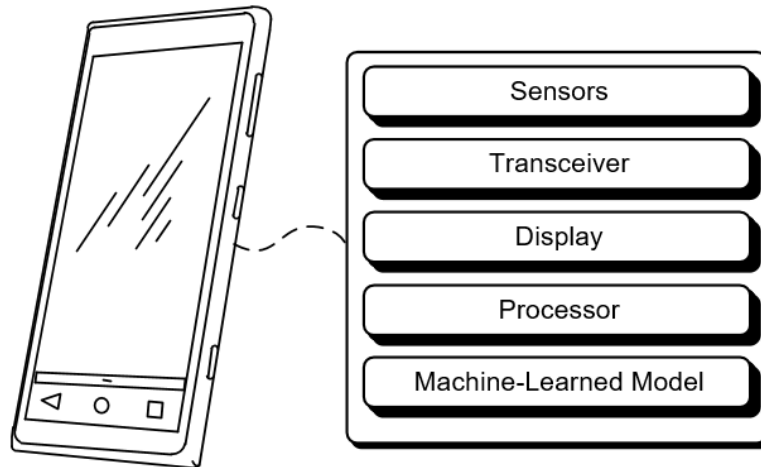 Sensors
Transceiver
Display
Processor
Machine-Learned Model